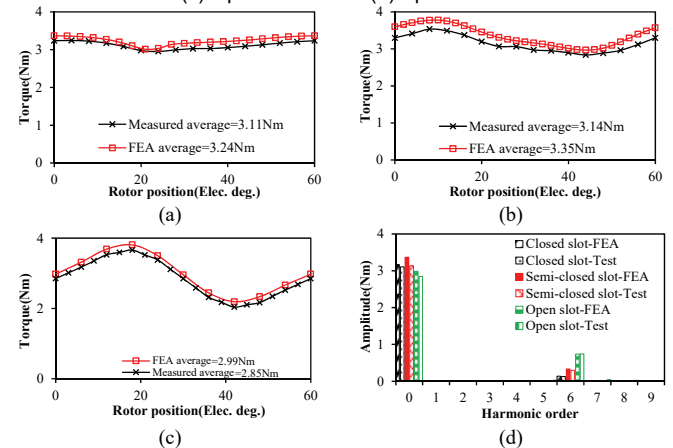 4
3
2
1
0
0
20
40
60
Torque(Nm)
Rotor position(Elec. deg.)
Measured average=3.11Nm
FEA average=3.24Nm
(a)
4
3
2
1
0
0
20
40
60
Torque(Nm)
Rotor position(Elec. deg.)
Measured average=3.14Nm
FEA average=3.35Nm
(b)
4
2
0
0
20
40
60
Torque(Nm)
Rotor position(Elec. deg.)
FEA average=2.99Nm
Measured average=2.85Nm
(c)
4
3
2
1
0
0 1 2 3 4 5 6 7 8 9
Amplitude(Nm)
Harmonic order
Closed slot-FEA
Closed slot-Test
Semi-closed slot-FEA
Semi-closed slot-Test
Open slot-FEA
Open slot-Test
(d)